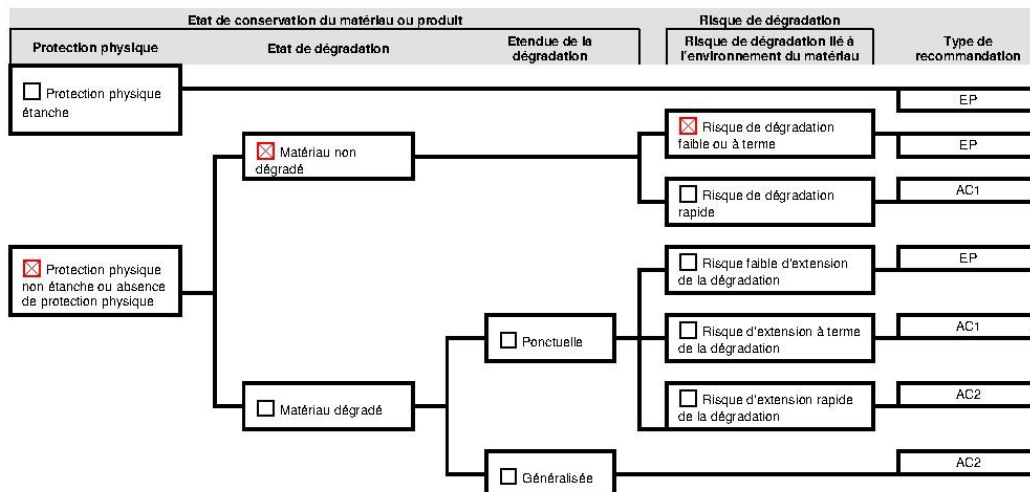 Etat de conservation du matériau ou produit
Risque de dégradation
Protection physique
Etat de dégradation
Etendue de la
dégradation
Risque de dégradation lié à
l'environnement du matériau
Type de
recommandation
Protection physique
étanche
EP
Matériau non
dégradé
Risque de dégradation
faible ou à terme
EP
Risque de dégradation
rapide
AC1
Protection physique
non étanche ou absence
de protection physique
Risque faible d'extension
de la dégradation
EP
Ponctuelle
Risque d'extension à terme
de la dégradation
AC1
Matériau dégradé
Risque d'extension rapide
de la dégradation
AC2
Généralisée
AC2